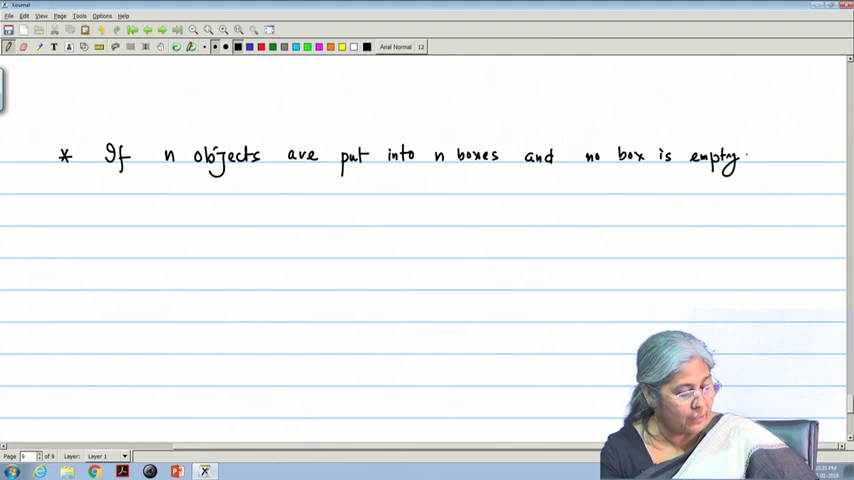 Xournal
File Edit View Page Tools Options Help
Arial Normal 12
* If n objects are put into n boxes and no box is empty.
Page 9 of 9 Layer: Layer 1